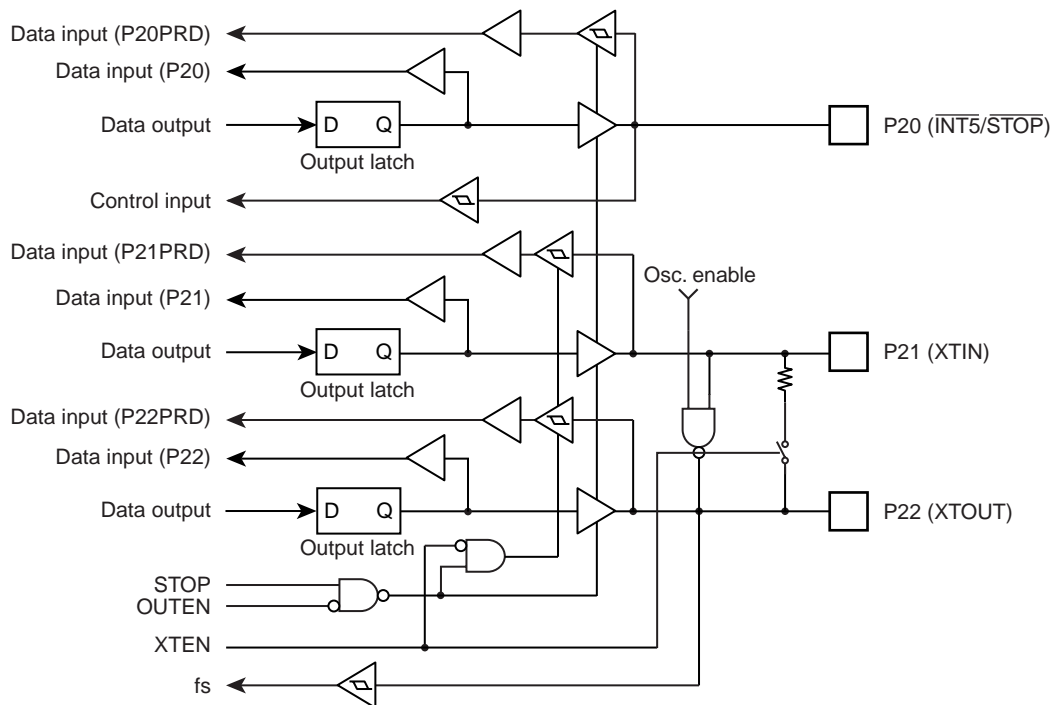 Data input (P20PRD)
Data input (P20)
Data output
D Q
Output latch
P20 (INT5/STOP)
Control input
Data input (P21PRD)
Osc. enable
Data input (P21)
Data output
D Q
Output latch
P21 (XTIN)
Data input (P22PRD)
Data input (P22)
Data output
D Q
Output latch
P22 (XTOUT)
STOP
OUTEN
XTEN
fs